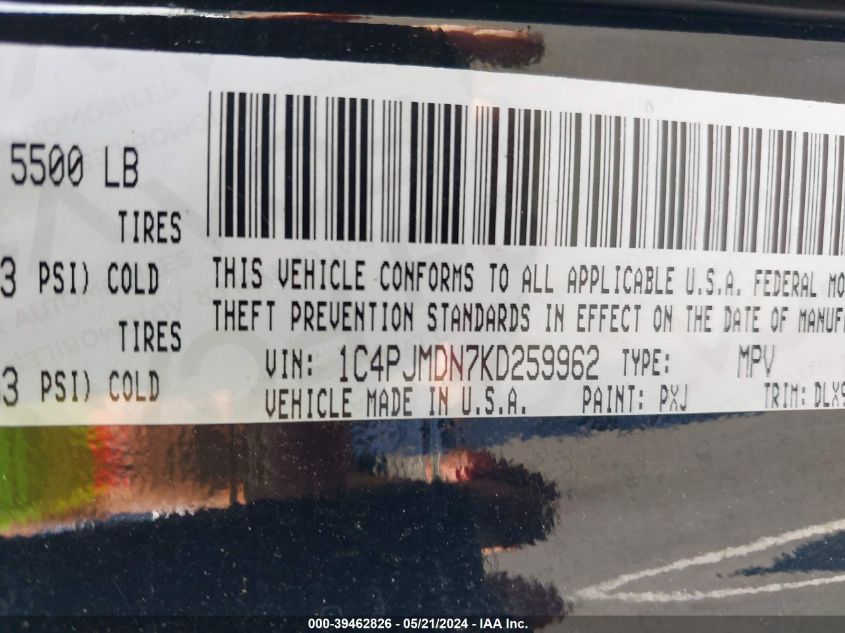 5500 LB
TIRES
3 PSI) COLD
TIRES
3 PSI) COLD
THIS VEHICLE CONFORMS TO ALL APPLICABLE U.S.A. FEDERAL MO
THEFT PREVENTION STANDARDS IN EFFECT ON THE DATE OF MANUF
VIN: 1C4PJMDN7KD259962 TYPE: MPV
VEHICLE MADE IN U.S.A. PAINT: PXJ TRIM: DLX9
000-39462826 / 05/21/2024 - IAA Inc.